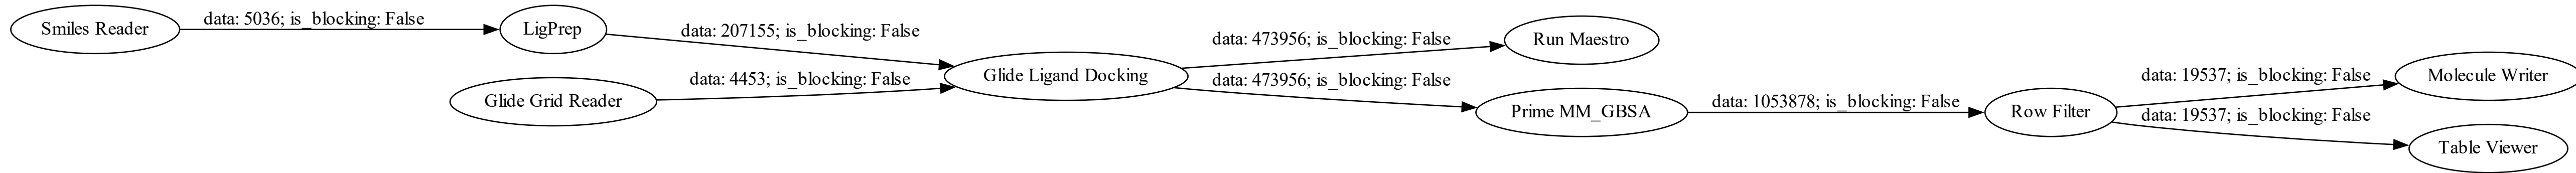 Smiles Reader
data: 5036; is_blocking: False
LigPrep
data: 207155; is_blocking: False
Glide Grid Reader
data: 4453; is_blocking: False
Glide Ligand Docking
data: 473956; is_blocking: False
Run Maestro
data: 473956; is_blocking: False
Prime MM_GBSA
data: 1053878; is_blocking: False
Row Filter
data: 19537; is_blocking: False
Molecule Writer
data: 19537; is_blocking: False
Table Viewer